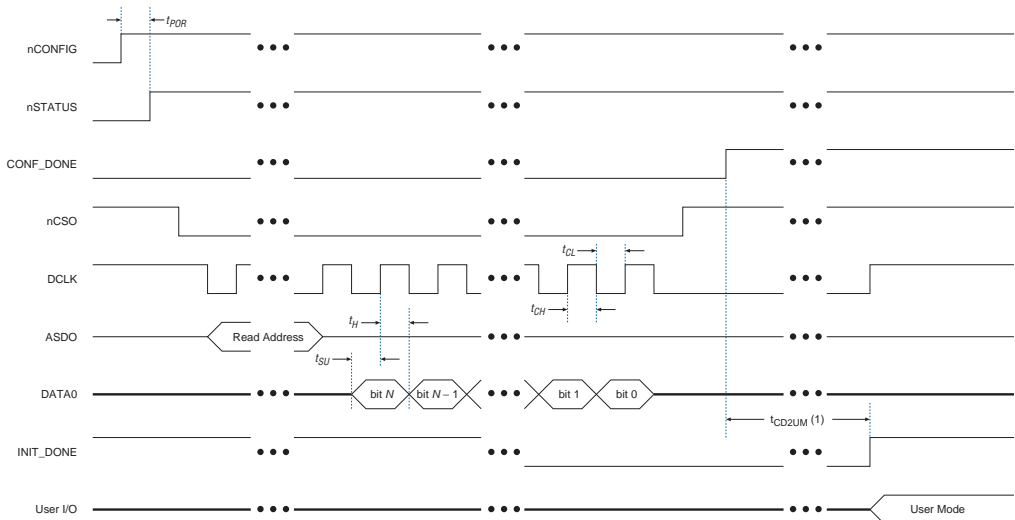 tPOR
nCONFIG
nSTATUS
CONF_DONE
nCSO
tCL
DCLK
tCH
tH
ASDO
Read Address
tSU
DATA0
bit N
bit N − 1
bit 1
bit 0
tCD2UM (1)
INIT_DONE
User I/O
User Mode